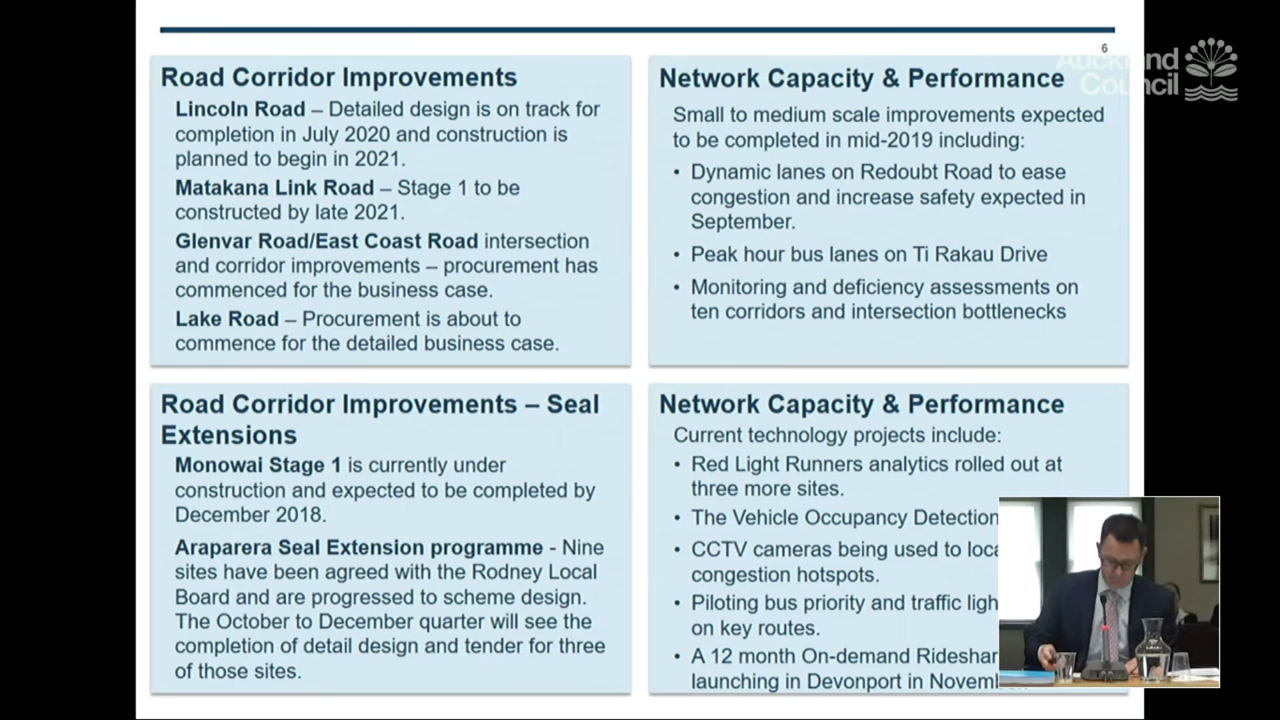 6
Auckland
Council
Road Corridor Improvements
Lincoln Road – Detailed design is on track for
completion in July 2020 and construction is
planned to begin in 2021.
Matakana Link Road – Stage 1 to be
constructed by late 2021.
Glenvar Road/East Coast Road intersection
and corridor improvements – procurement has
commenced for the business case.
Lake Road – Procurement is about to
commence for the detailed business case.
Network Capacity & Performance
Small to medium scale improvements expected
to be completed in mid-2019 including:
• Dynamic lanes on Redoubt Road to ease
congestion and increase safety expected in
September.
• Peak hour bus lanes on Ti Rakau Drive
• Monitoring and deficiency assessments on
ten corridors and intersection bottlenecks
Road Corridor Improvements – Seal
Extensions
Monowai Stage 1 is currently under
construction and expected to be completed by
December 2018.
Araparera Seal Extension programme - Nine
sites have been agreed with the Rodney Local
Board and are progressed to scheme design.
The October to December quarter will see the
completion of detail design and tender for three
of those sites.
Network Capacity & Performance
Current technology projects include:
• Red Light Runners analytics rolled out at
three more sites.
• The Vehicle Occupancy Detection
• CCTV cameras being used to
congestion hotspots.
• Piloting bus priority and traffic
on key routes.
• A 12 month On-demand
launching in Devonport in